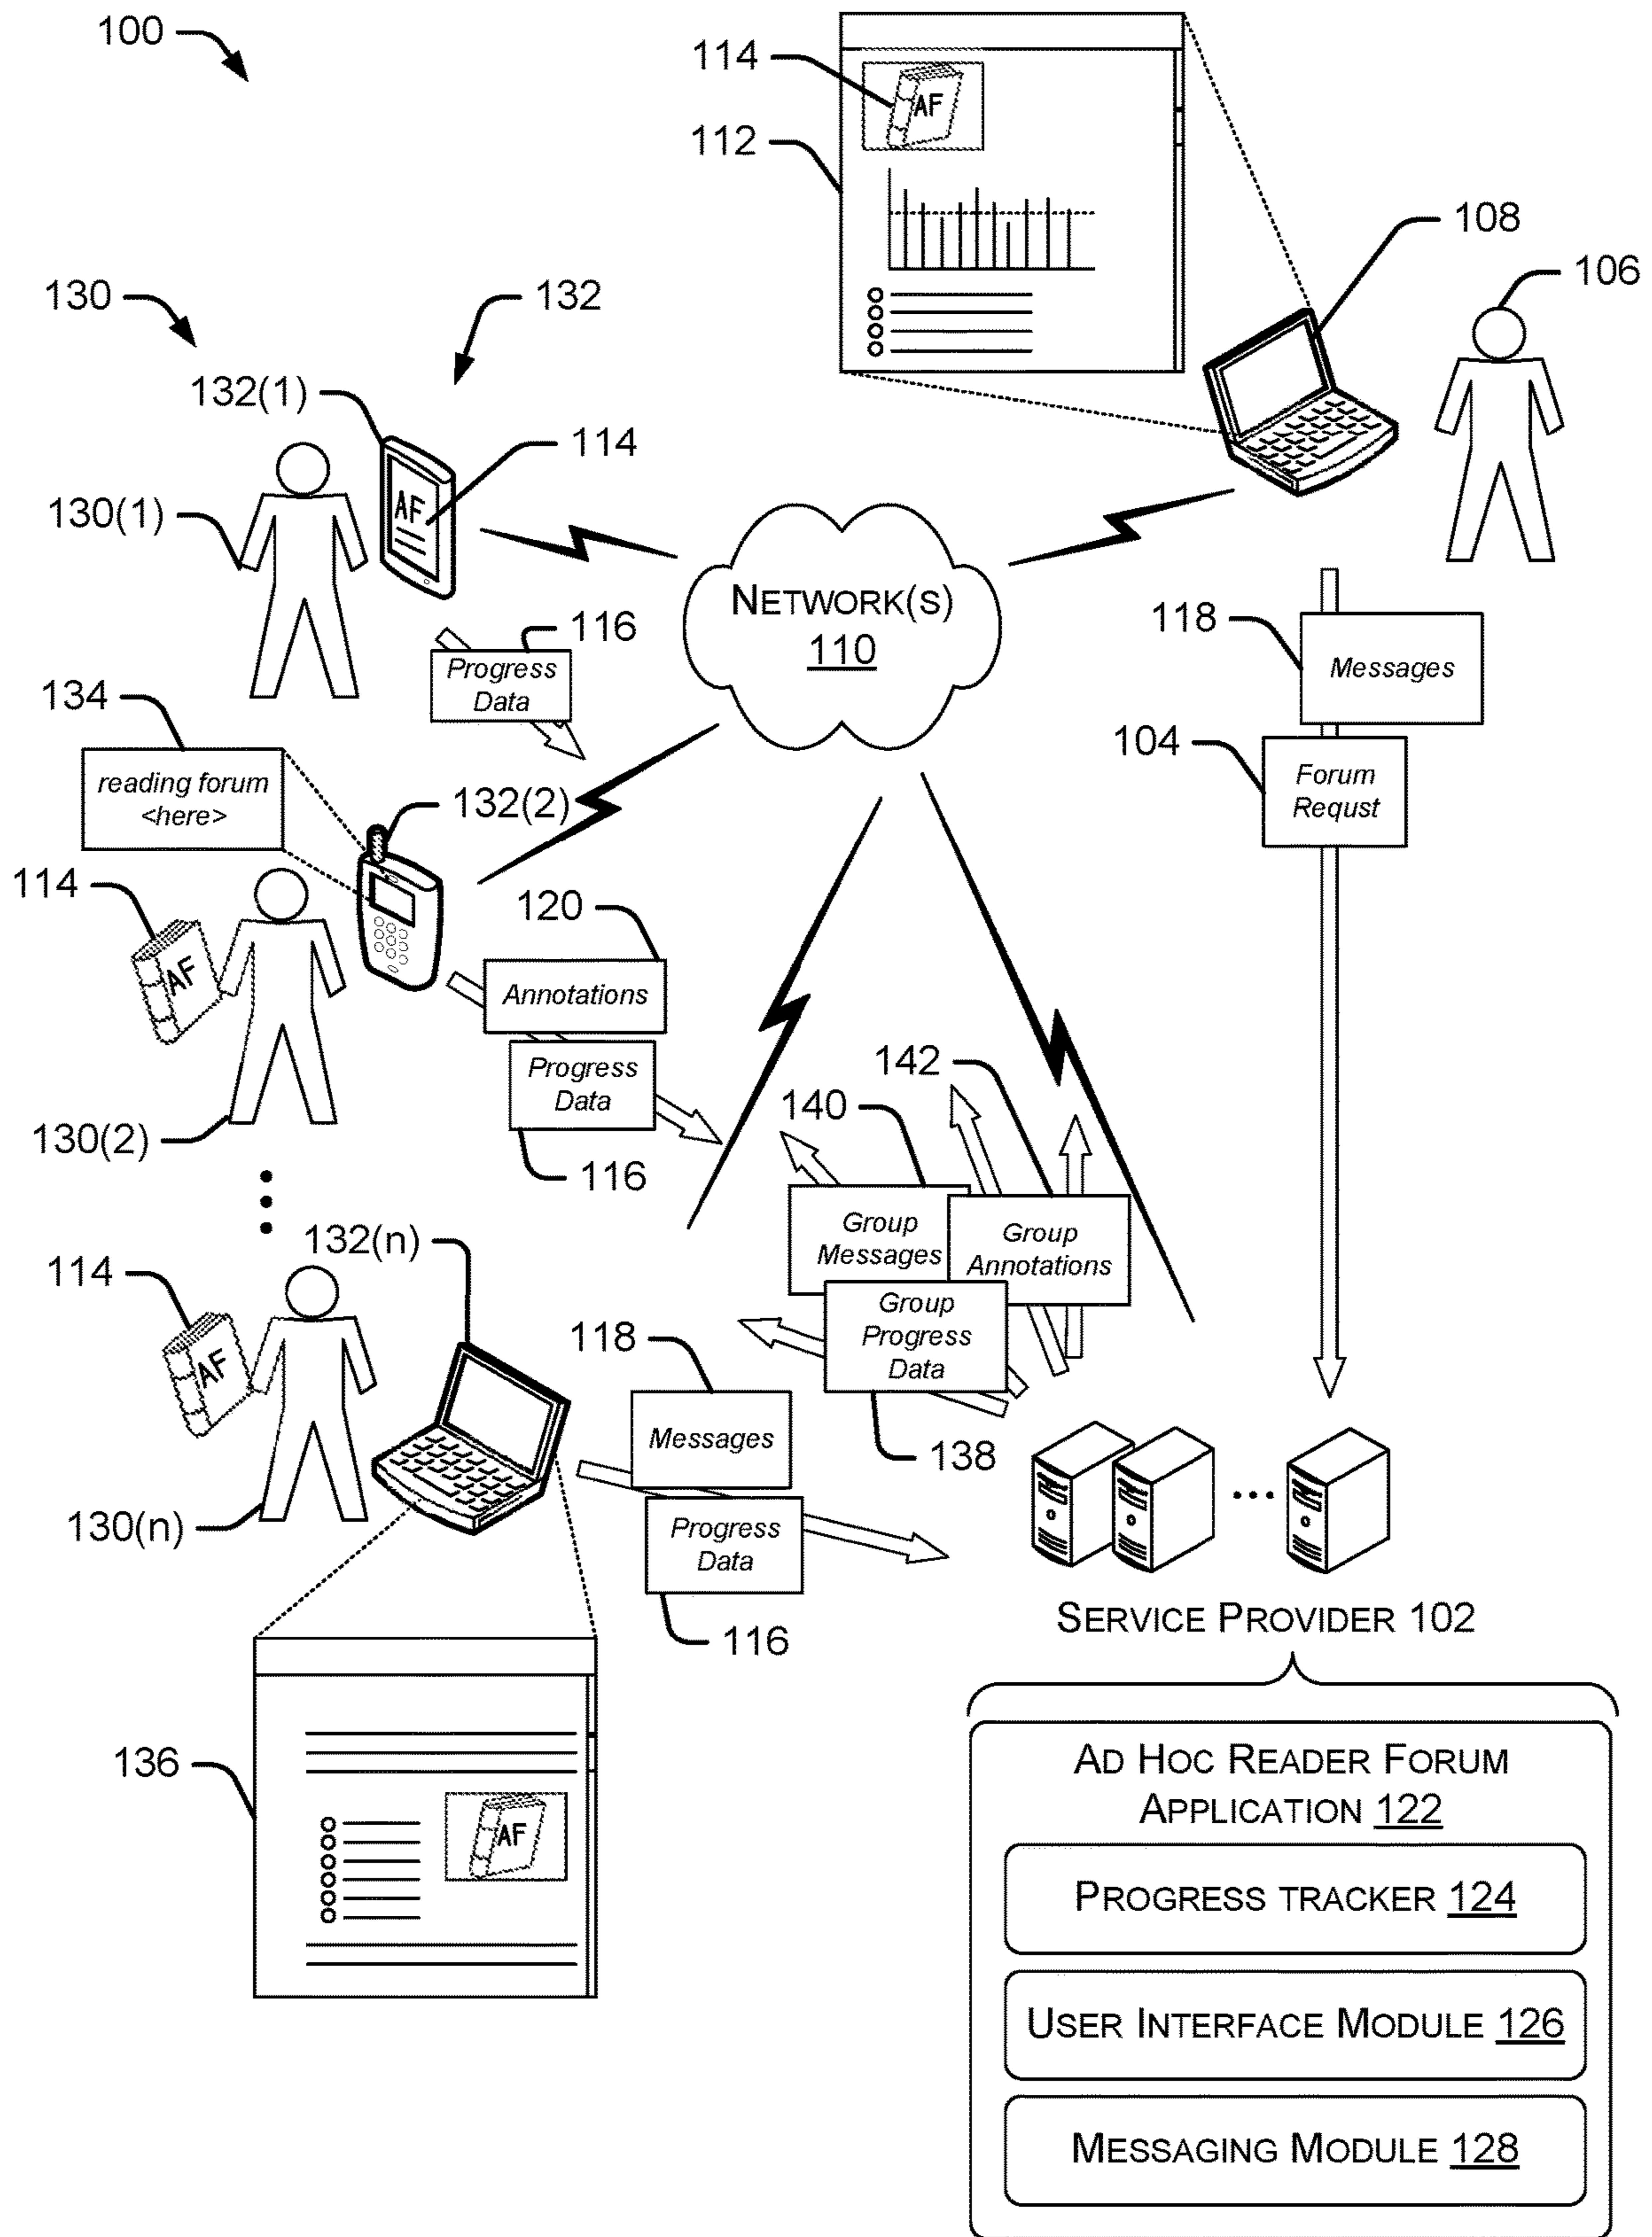 100
114
AF
112
108
106
130
132
132(1)
114
AF
130(1)
NETWORK(S)
110
116
Progress
Data
118
Messages
134
reading forum
<here>
104
Forum
Requst
132(2)
114
AF
120
Annotations
Progress
Data
116
130(2)
142
140
Group
Messages
Group
Annotations
Group
Progress
Data
138
132(n)
114
AF
118
Messages
Progress
Data
116
130(n)
SERVICE PROVIDER 102
136
AF
AD HOC READER FORUM
APPLICATION 122
PROGRESS TRACKER 124
USER INTERFACE MODULE 126
MESSAGING MODULE 128